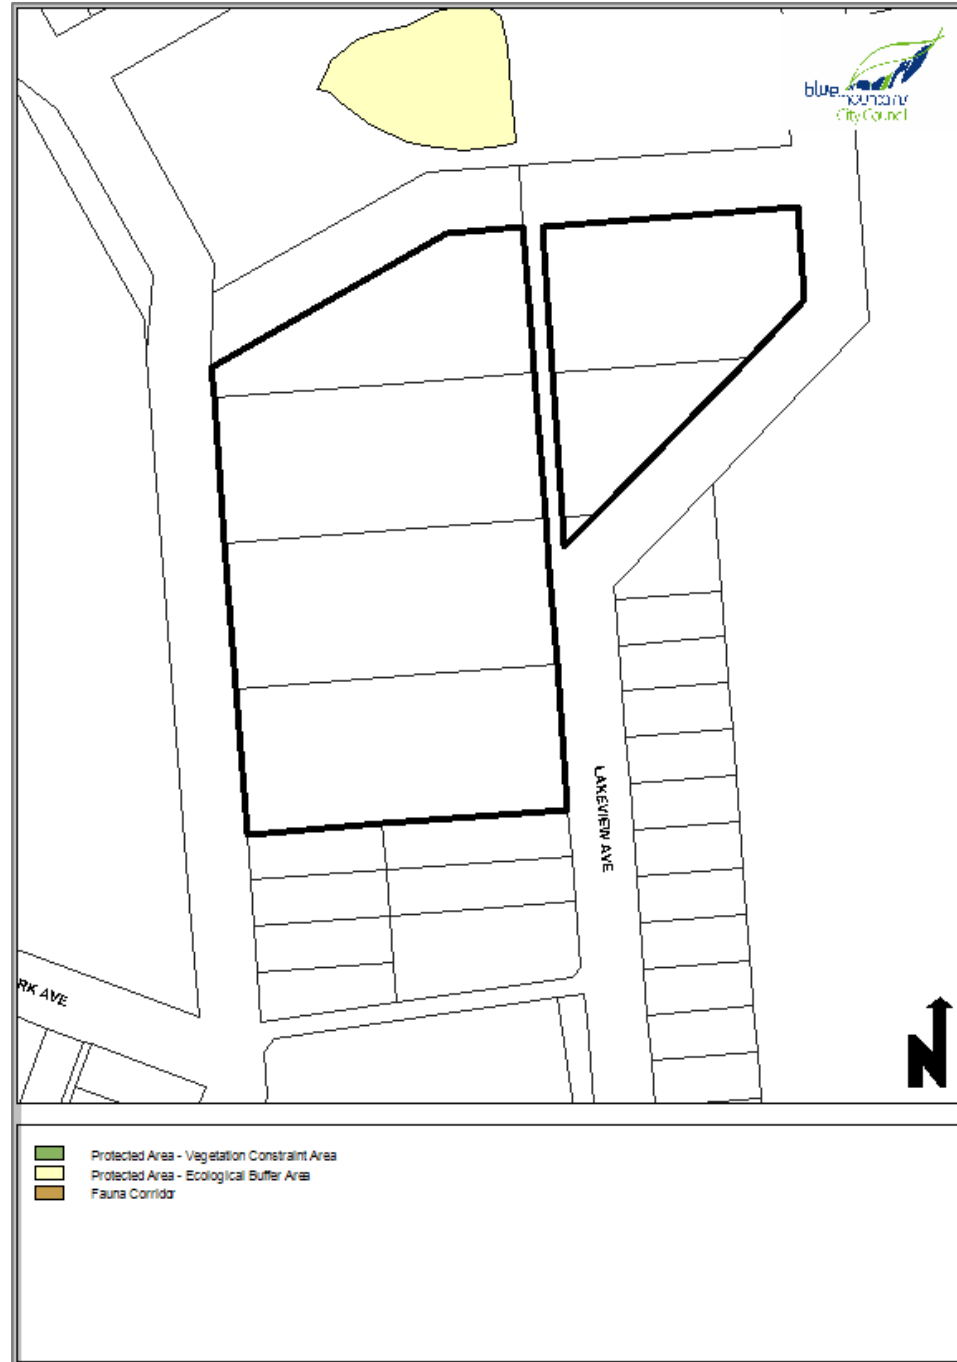 blue mountains
City Council
LAKEVIEW AVE
RK AVE
N
Protected Area - Vegetation Constraint Area
Protected Area - Ecological Buffer Area
Fauna Corridor